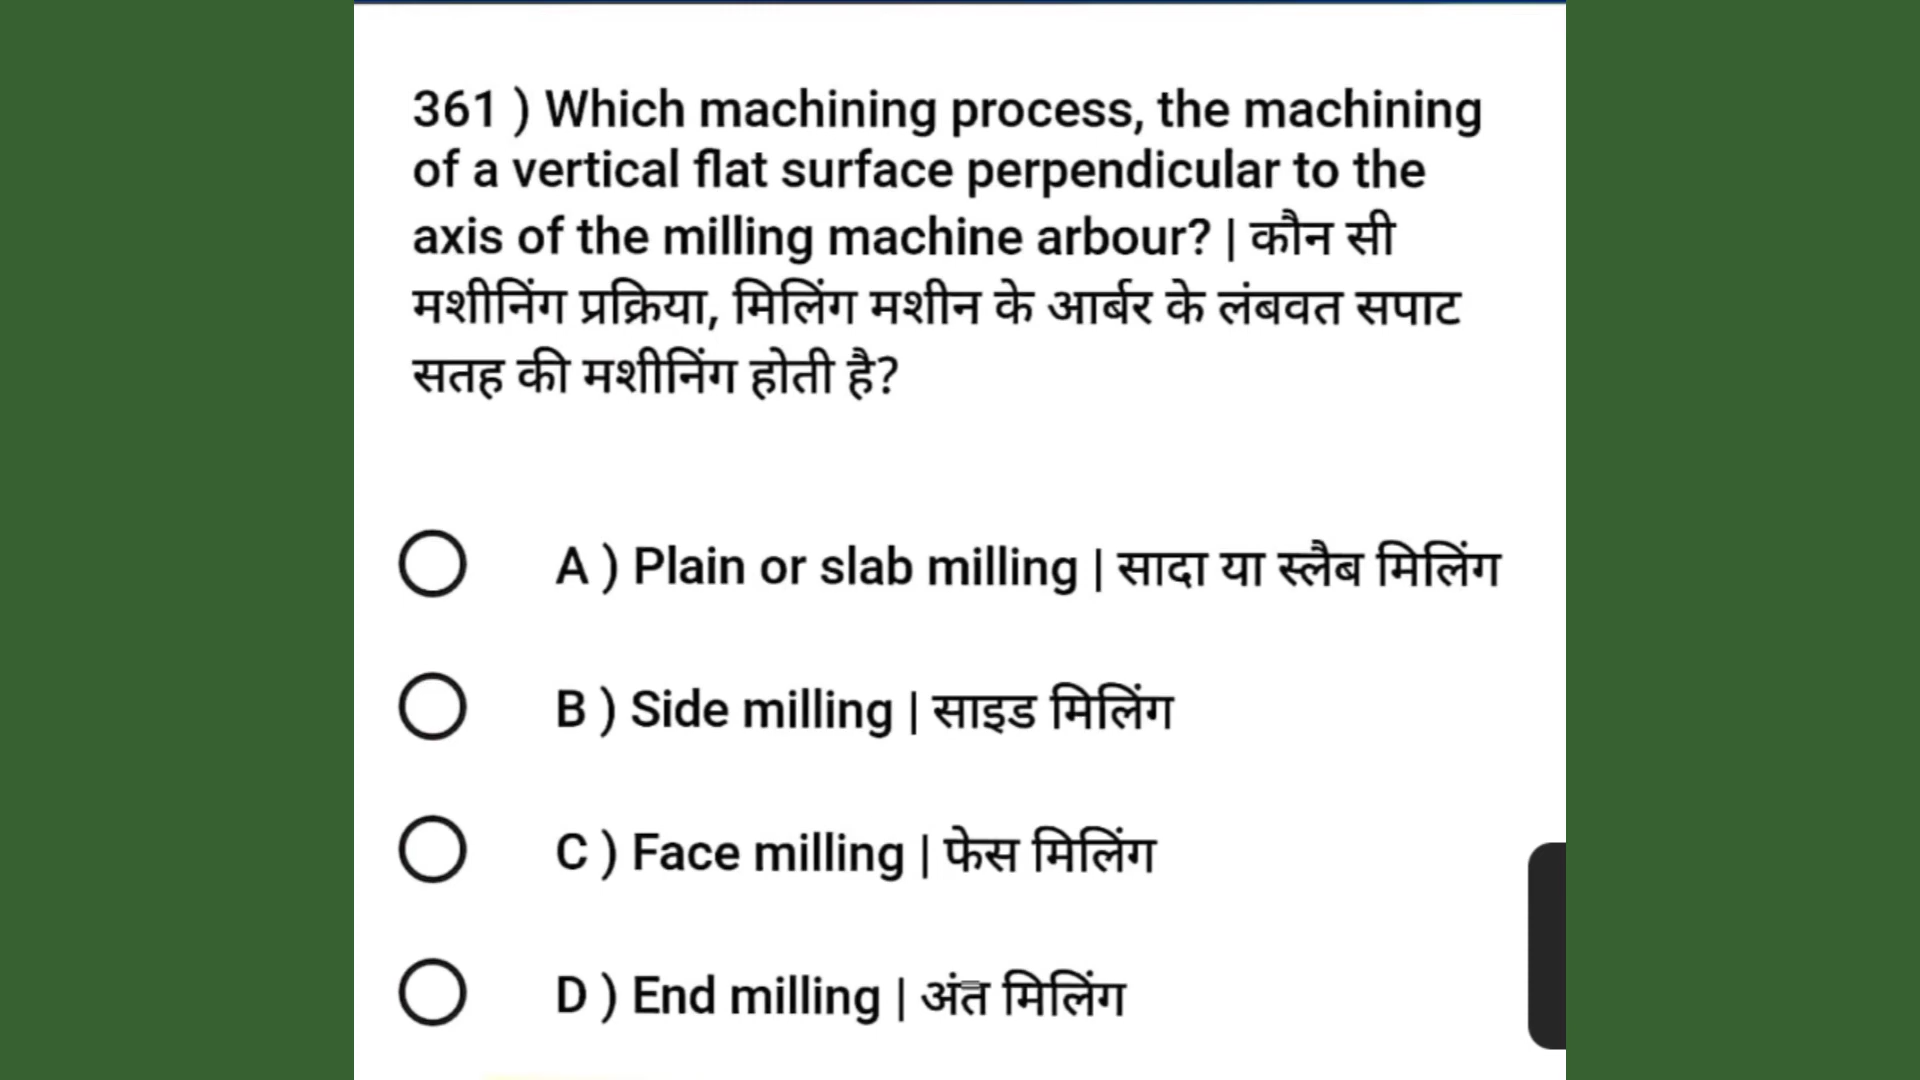 361 ) Which machining process, the machining
of a vertical flat surface perpendicular to the
axis of the milling machine arbour? | कौन सी
मशीनिंग प्रक्रिया, मिलिंग मशीन के आर्बर के लंबवत सपाट
सतह की मशीनिंग होती है?
A ) Plain or slab milling | सादा या स्लैब मिलिंग
B ) Side milling | साइड मिलिंग
C ) Face milling | फेस मिलिंग
D ) End milling | अंत मिलिंग